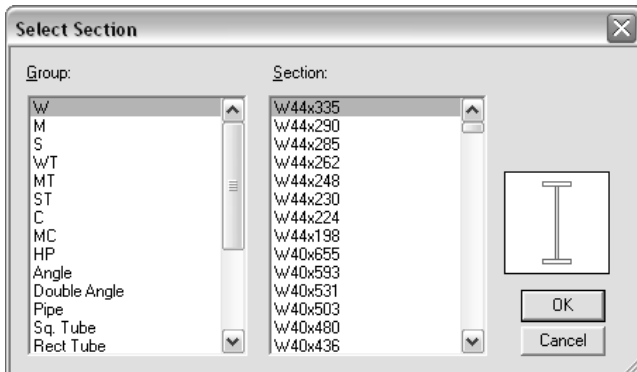 Select Section
Group:
Section:
W
M
S
WT
MT
ST
C
MC
HP
Angle
Double Angle
Pipe
Sq. Tube
Rect Tube
W44x335
W44x290
W44x285
W44x262
W44x248
W44x230
W44x224
W44x198
W40x655
W40x593
W40x531
W40x503
W40x480
W40x436
OK
Cancel